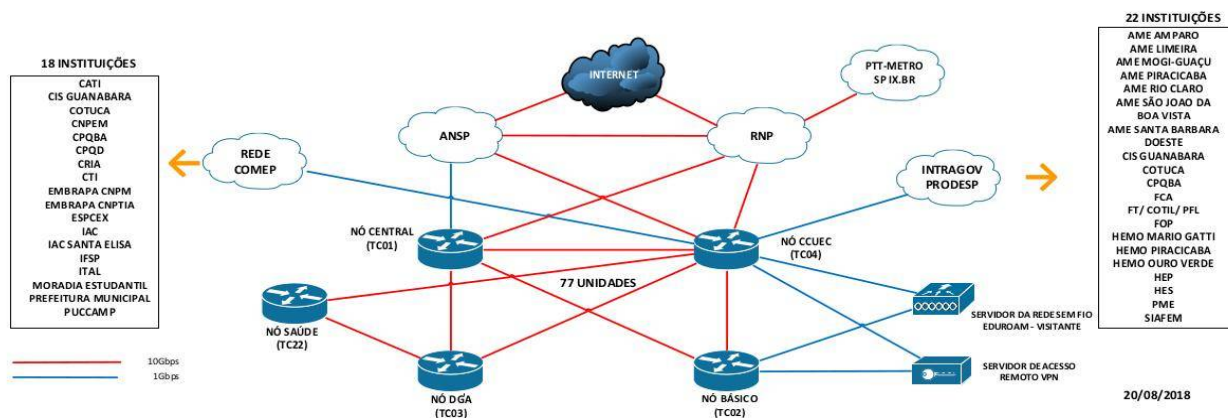 18 INSTITUIÇÕES
CATI
CIS GUANABARA
COTUCA
CNPEM
CPQBA
CPQD
CRIA
CTI
EMBRAPA CNPM
EMBRAPA CNPTIA
ESPCEX
IAC
IAC SANTA ELISA
IFSP
ITAL
MORADIA ESTUDANTIL
PREFEITURA MUNICIPAL
PUCCAMP
10Gbps
1Gbps
REDE
COMEP
INTERNET
ANSP
RNP
PTT-METRO
SP IX.BR
INTRAGOV
PRODESP
NÓ CENTRAL
(TC01)
NÓ CCUEC
(TC04)
77 UNIDADES
NÓ SAÚDE
(TC22)
NÓ DGA
(TC03)
NÓ BÁSICO
(TC02)
SERVIDOR DA REDE SEM FIO
EDUROAM - VISITANTE
SERVIDOR DE ACESSO
REMOTO VPN
22 INSTITUIÇÕES
AME AMPARO
AME LIMEIRA
AME MOGI-GUAÇU
AME PIRACICABA
AME RIO CLARO
AME SÃO JOAO DA
BOA VISTA
AME SANTA BARBARA
DOESTE
CIS GUANABARA
COTUCA
CPQBA
FCA
FT/ COTIL/ PFL
FOP
HEMO MARIO GATTI
HEMO PIRACICABA
HEMO OURO VERDE
HEP
HES
PME
SIAFEM
20/08/2018